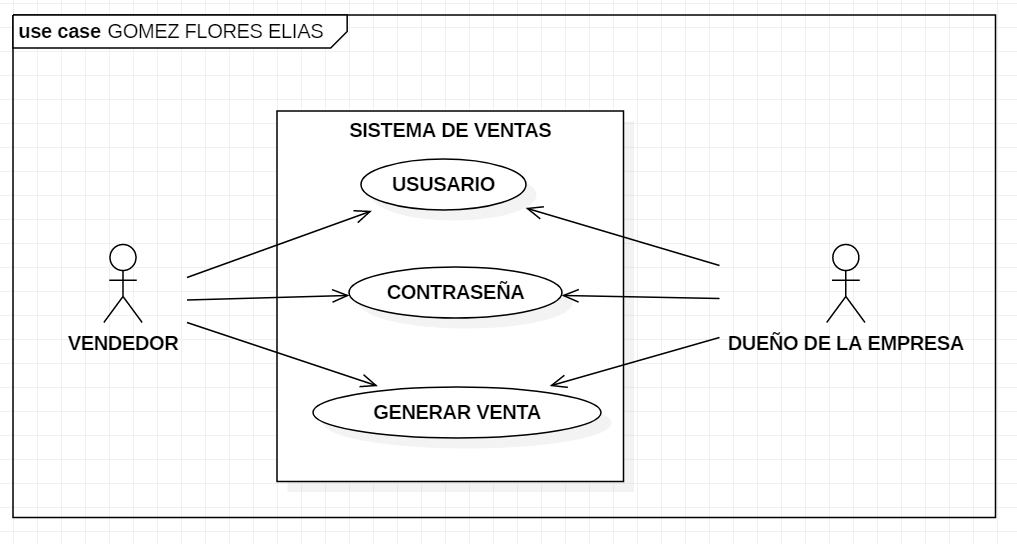 use case GOMEZ FLORES ELIAS
SISTEMA DE VENTAS
USUSARIO
CONTRASEÑA
VENDEDOR
DUEÑO DE LA EMPRESA
GENERAR VENTA